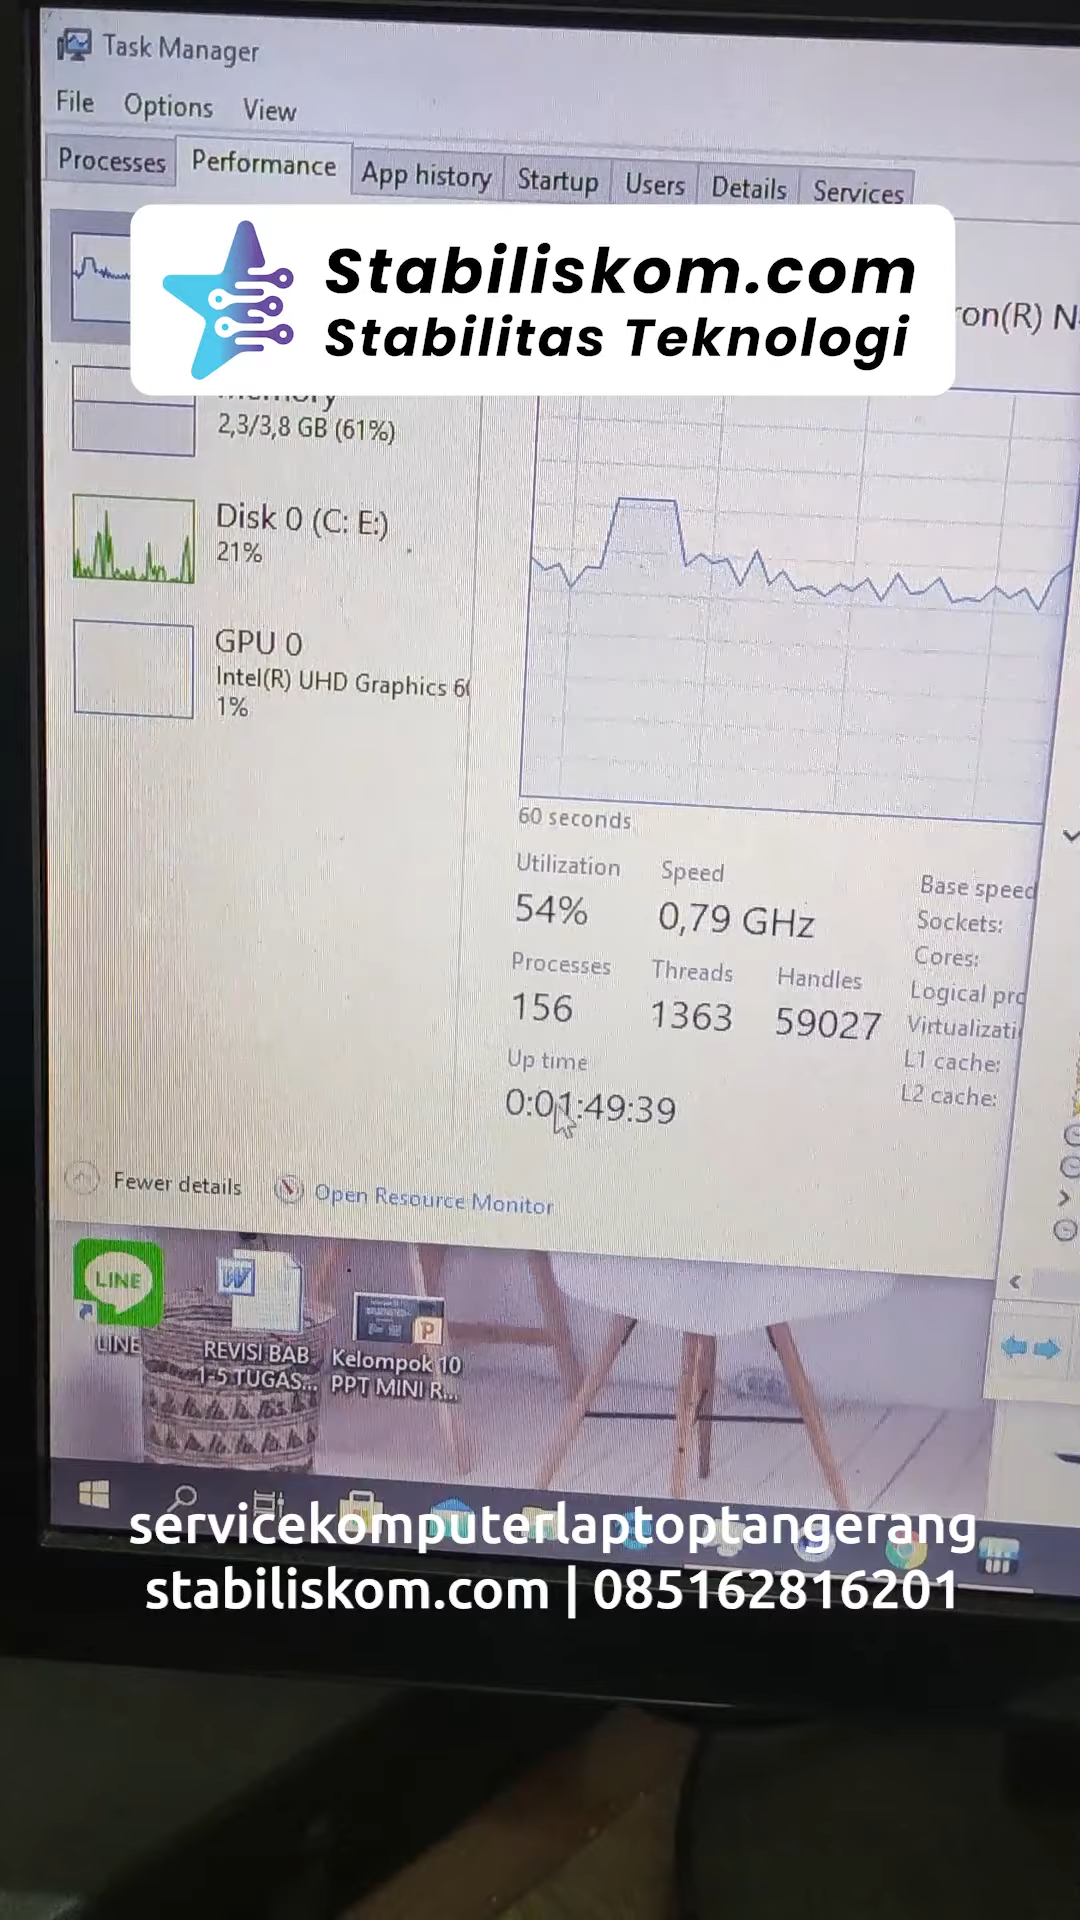 Task Manager
File Options View
Processes Performance App history Startup Users Details Services
Stabiliskom.com
Stabilitas Teknologi
ron(R) N
Memory
2,3/3,8 GB (61%)
Disk 0 (C: E:)
21%
GPU 0
Intel(R) UHD Graphics 60
1%
60 seconds
Utilization Speed
54% 0,79 GHz
Processes Threads Handles
156 1363 59027
Up time
0:01:49:39
Base speed
Sockets:
Cores:
Logical pro
Virtualizati
L1 cache:
L2 cache:
Fewer details Open Resource Monitor
LINE
LINE
REVISI BAB
1-5 TUGAS...
Kelompok 10
PPT MINI R...
servicekomputerlaptoptangerang
stabiliskom.com | 085162816201